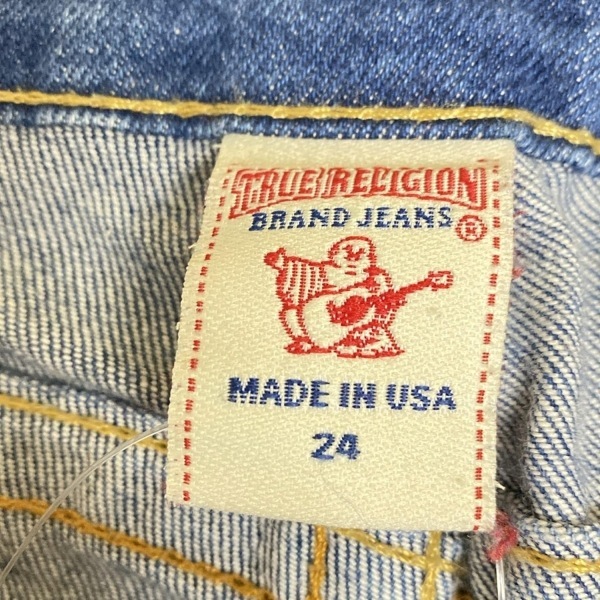 TRUE RELIGION
BRAND JEANS ®
MADE IN USA
24